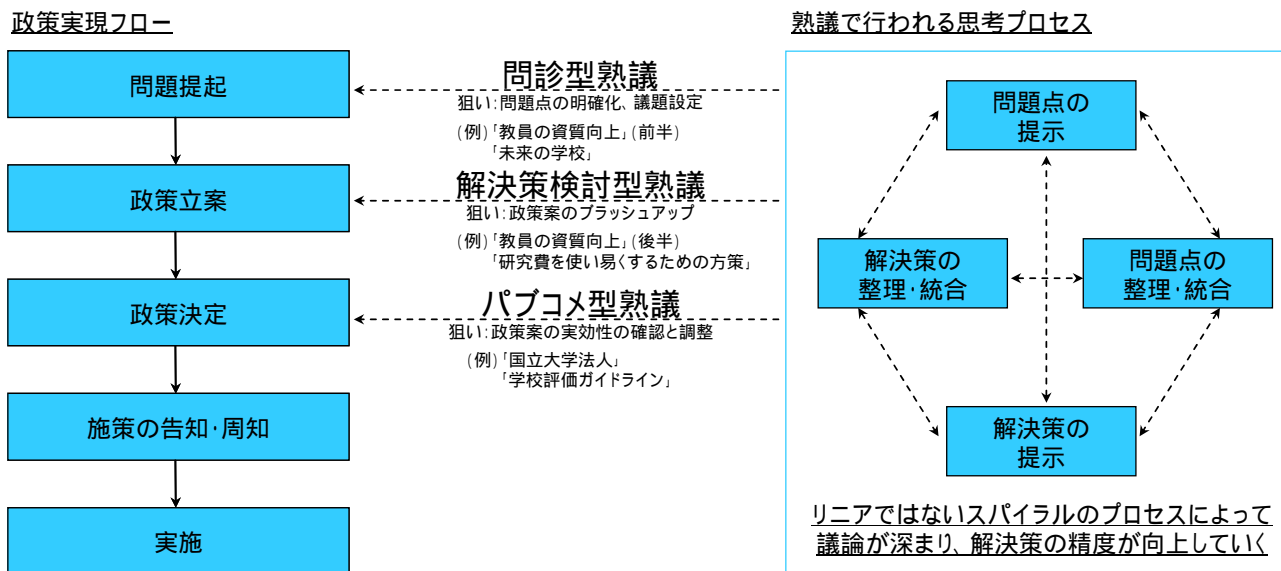 政策実現フロー
問題提起
政策立案
政策決定
施策の告知・周知
実施
問診型熟議
狙い:問題点の明確化、議題設定
(例)「教員の資質向上」(前半)
「未来の学校」
解決策検討型熟議
狙い:政策案のブラッシュアップ
(例)「教員の資質向上」(後半)
「研究費を使い易くするための方策」
パブコメ型熟議
狙い:政策案の実効性の確認と調整
(例)「国立大学法人」
「学校評価ガイドライン」
熟議で行われる思考プロセス
問題点の
提示
解決策の
整理・統合
問題点の
整理・統合
解決策の
提示
リニアではないスパイラルのプロセスによって
議論が深まり、解決策の精度が向上していく